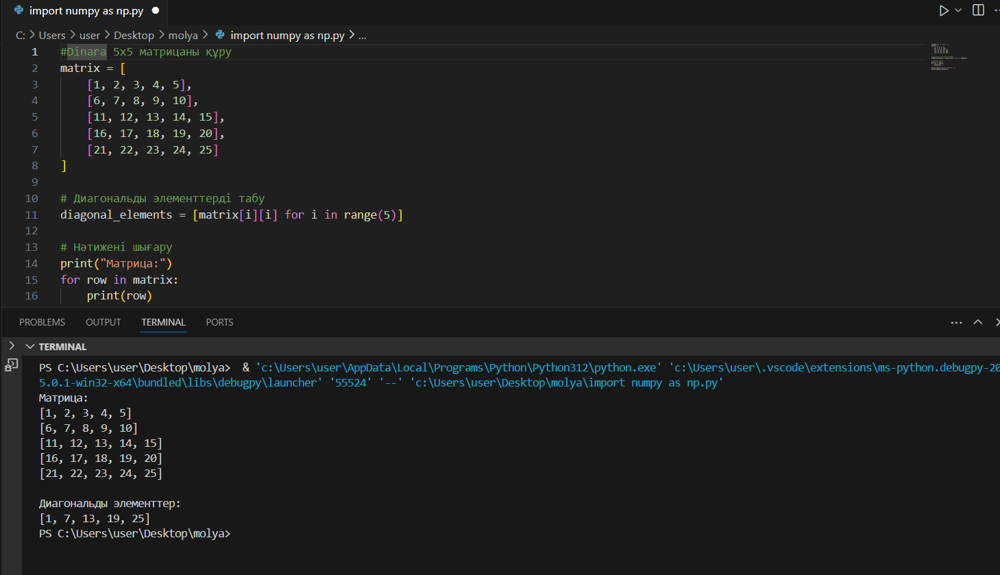 import numpy as np.py
C: > Users > user > Desktop > molya > import numpy as np.py > ...
1 #Dinara 5x5 матрицаны құру
2 matrix = [
3 [1, 2, 3, 4, 5],
4 [6, 7, 8, 9, 10],
5 [11, 12, 13, 14, 15],
6 [16, 17, 18, 19, 20],
7 [21, 22, 23, 24, 25]
8 ]
9
10 # Диагональды элементтерді табу
11 diagonal_elements = [matrix[i][i] for i in range(5)]
12
13 # Нәтижені шығару
14 print("Матрица:")
15 for row in matrix:
16 print(row)
PROBLEMS OUTPUT TERMINAL PORTS
TERMINAL
PS C:\Users\user\Desktop\molya> & 'c:\Users\user\AppData\Local\Programs\Python\Python312\python.exe' 'c:\Users\user\.vscode\extensions\ms-python.debugpy-20
5.0.1-win32-x64\bundled\libs\debugpy\launcher' '55524' '--' 'c:\Users\user\Desktop\molya\import numpy as np.py'
Матрица:
[1, 2, 3, 4, 5]
[6, 7, 8, 9, 10]
[11, 12, 13, 14, 15]
[16, 17, 18, 19, 20]
[21, 22, 23, 24, 25]
Диагональды элементтер:
[1, 7, 13, 19, 25]
PS C:\Users\user\Desktop\molya>